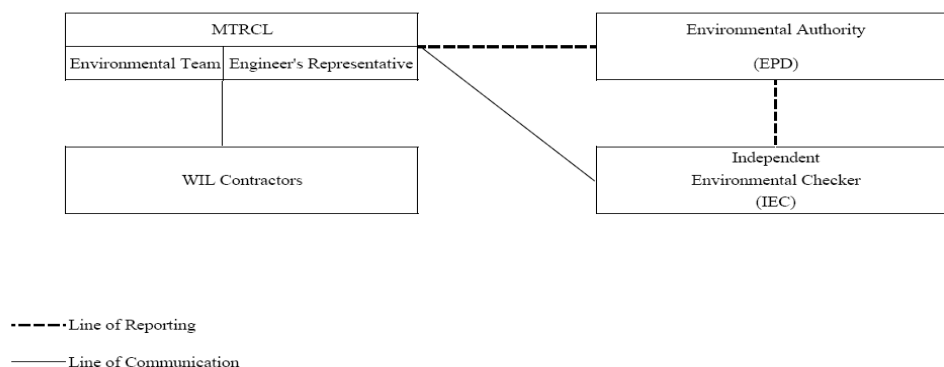 MTRCL
Environmental Team
Engineer's Representative
Environmental Authority
(EPD)
WIL Contractors
Independent
Environmental Checker
(IEC)
Line of Reporting
Line of Communication